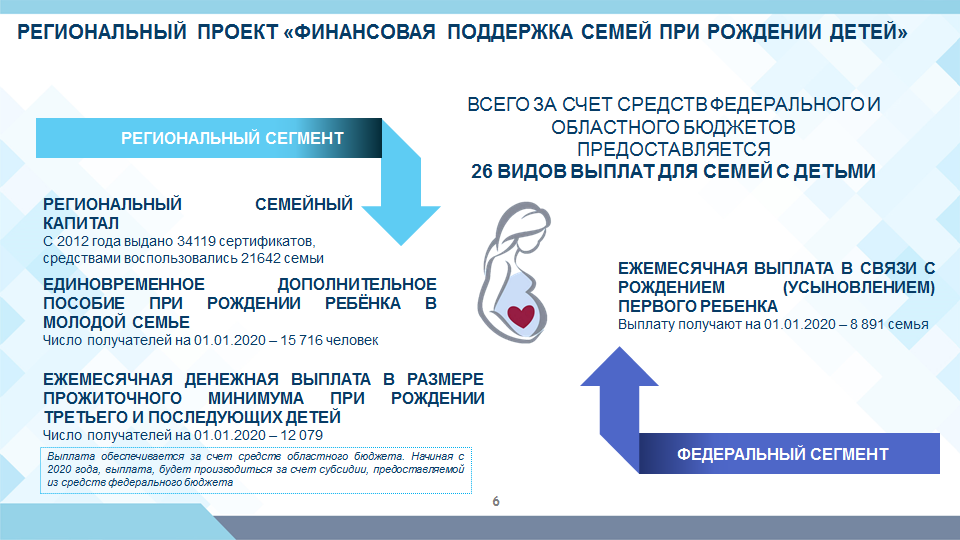 РЕГИОНАЛЬНЫЙ ПРОЕКТ «ФИНАНСОВАЯ ПОДДЕРЖКА СЕМЕЙ ПРИ РОЖДЕНИИ ДЕТЕЙ»
ВСЕГО ЗА СЧЕТ СРЕДСТВ ФЕДЕРАЛЬНОГО И
ОБЛАСТНОГО БЮДЖЕТОВ
ПРЕДОСТАВЛЯЕТСЯ
26 ВИДОВ ВЫПЛАТ ДЛЯ СЕМЕЙ С ДЕТЬМИ
РЕГИОНАЛЬНЫЙ СЕГМЕНТ
РЕГИОНАЛЬНЫЙ СЕМЕЙНЫЙ
КАПИТАЛ
С 2012 года выдано 34119 сертификатов,
средствами воспользовались 21642 семьи
ЕДИНОВРЕМЕННОЕ ДОПОЛНИТЕЛЬНОЕ
ПОСОБИЕ ПРИ РОЖДЕНИИ РЕБЁНКА В
МОЛОДОЙ СЕМЬЕ
Число получателей на 01.01.2020 – 15 716 человек
ЕЖЕМЕСЯЧНАЯ ДЕНЕЖНАЯ ВЫПЛАТА В РАЗМЕРЕ
ПРОЖИТОЧНОГО МИНИМУМА ПРИ РОЖДЕНИИ
ТРЕТЬЕГО И ПОСЛЕДУЮЩИХ ДЕТЕЙ
Число получателей на 01.01.2020 – 12 079
Выплата обеспечивается за счет средств областного бюджета. Начиная с
2020 года, выплата, будет производиться за счет субсидии, предоставляемой
из средств федерального бюджета
ЕЖЕМЕСЯЧНАЯ ВЫПЛАТА В СВЯЗИ С
РОЖДЕНИЕМ (УСЫНОВЛЕНИЕМ)
ПЕРВОГО РЕБЕНКА
Выплату получают на 01.01.2020 – 8 891 семья
ФЕДЕРАЛЬНЫЙ СЕГМЕНТ
6